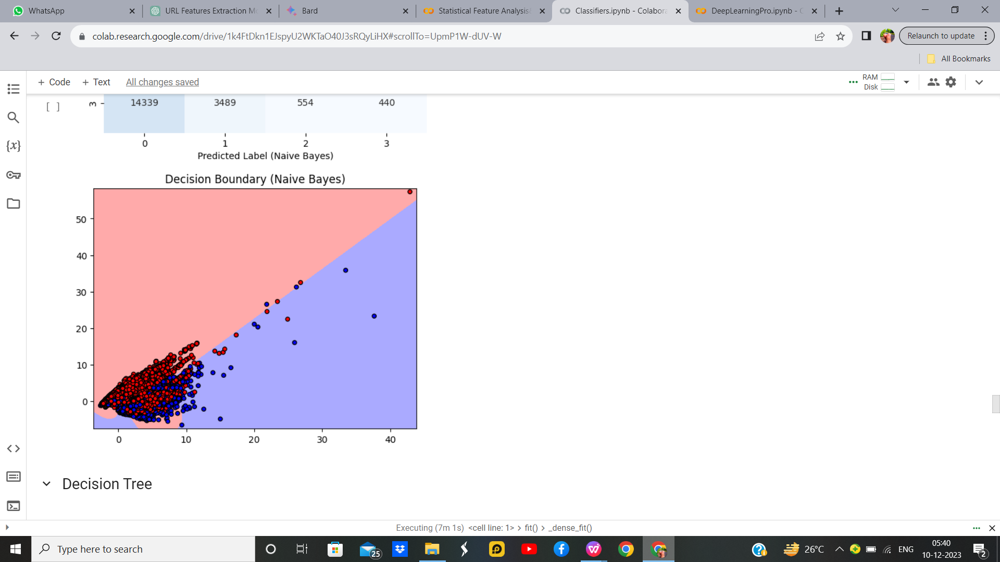 WhatsApp
URL Features Extraction M
Bard
Statistical Feature Analysis
Classifiers.ipynb - Colabora
DeepLearningPro.ipynb - C
colab.research.google.com/drive/1k4FtDkn1EJspyU2WKTaO40J3sRQyLiHX#scrollTo=UpmP1W-dUV-W
Relaunch to update
All Bookmarks
+ Code + Text All changes saved
RAM
Disk
[ ]
3
14339 3489 554 440
0 1 2 3
Predicted Label (Naive Bayes)
Decision Boundary (Naive Bayes)
50
40
30
20
10
0
0 10 20 30 40
Decision Tree
Executing (7m 1s) <cell line: 1> > fit() > _dense_fit()
Type here to search
25
26°C
ENG
05:40
10-12-2023
2